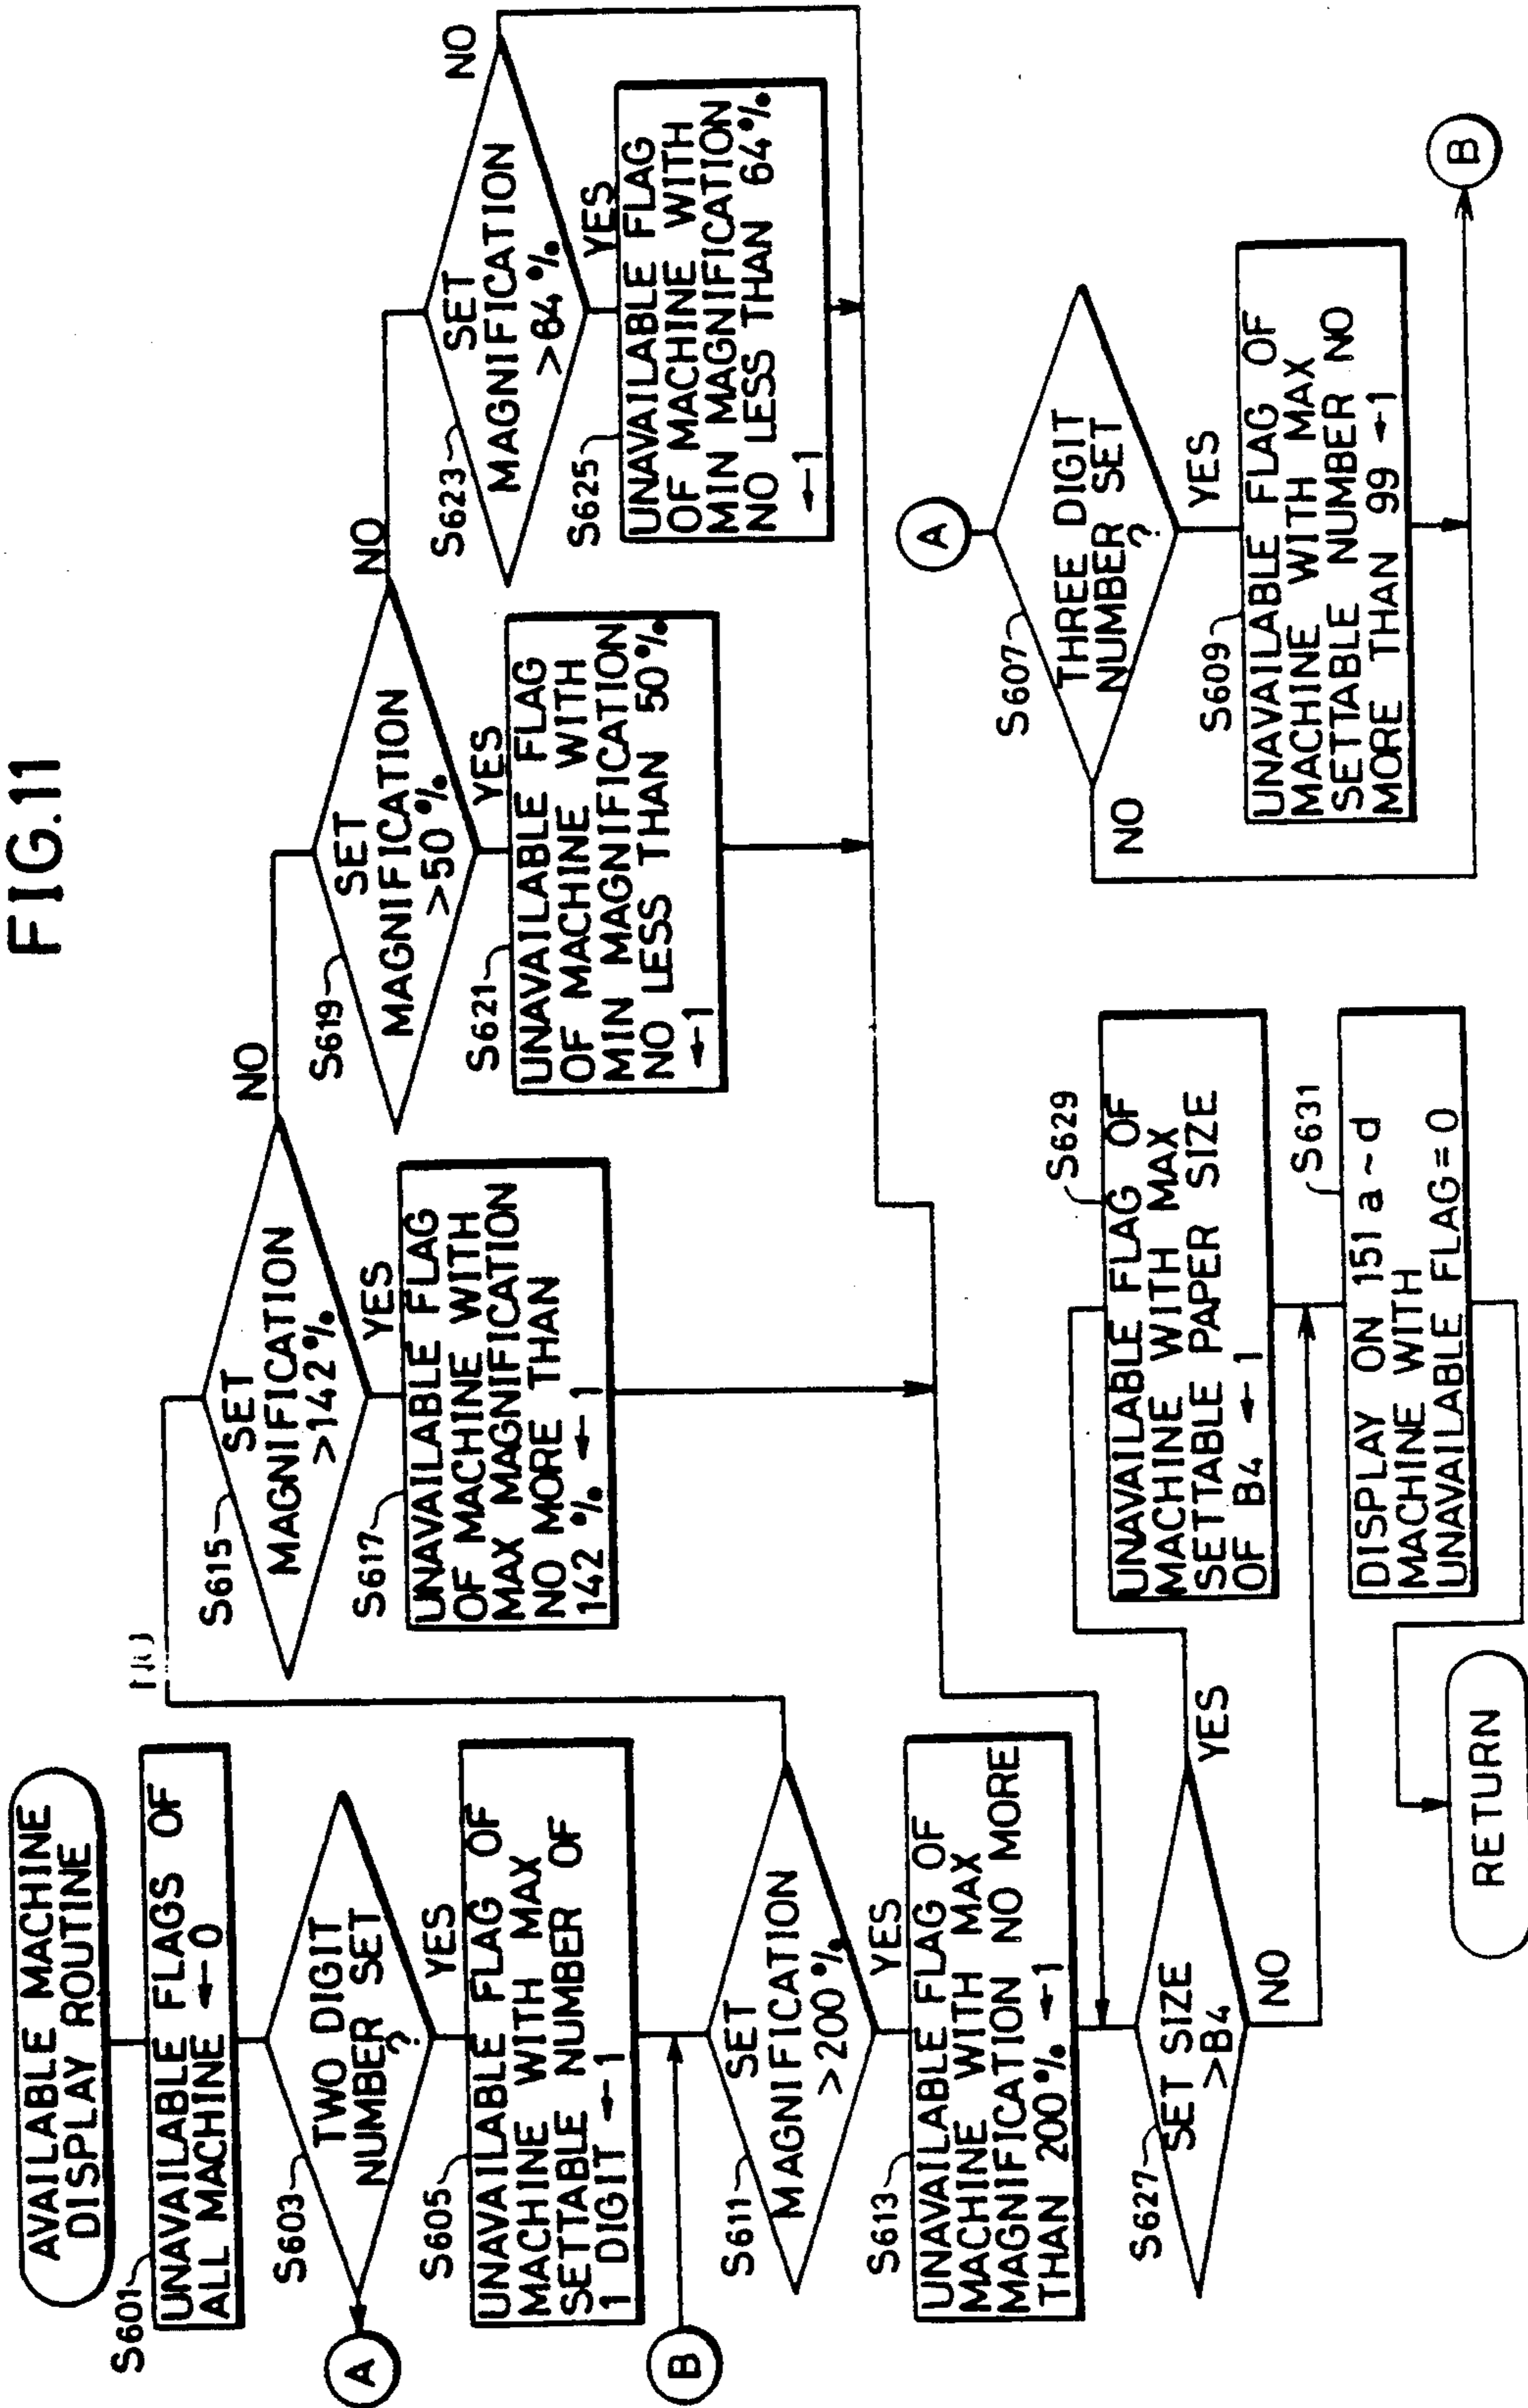 FIG.11
AVAILABLE MACHINE
DISPLAY ROUTINE
S601
UNAVAILABLE FLAGS OF
ALL MACHINE ←0
S603
TWO DIGIT
NUMBER SET
?
A
YES
S605
UNAVAILABLE FLAG OF
MACHINE WITH MAX
SETTABLE NUMBER OF
1 DIGIT ←1
B
S611
SET
MAGNIFICATION
>200%
YES
S613
UNAVAILABLE FLAG OF
MACHINE WITH MAX
MAGNIFICATION NO MORE
THAN 200% ←1
S627
SET SIZE
>B4
YES
NO
S615
SET
MAGNIFICATION
>142%
NO
YES
S617
UNAVAILABLE FLAG
OF MACHINE WITH
MAX MAGNIFICATION
NO MORE THAN
142% ←1
S619
SET
MAGNIFICATION
>50%
NO
YES
S621
UNAVAILABLE FLAG
OF MACHINE WITH
MIN MAGNIFICATION
NO LESS THAN 50%
←1
S623
SET
MAGNIFICATION
>64%
NO
YES
S625
UNAVAILABLE FLAG
OF MACHINE WITH
MIN MAGNIFICATION
NO LESS THAN 64%
←1
S629
UNAVAILABLE FLAG OF
MACHINE WITH MAX
SETTABLE PAPER SIZE
OF B4 ←1
S631
DISPLAY ON 151 a~d
MACHINE WITH
UNAVAILABLE FLAG=0
RETURN
A
S607
THREE DIGIT
NUMBER SET
?
NO
YES
S609
UNAVAILABLE FLAG OF
MACHINE WITH MAX
SETTABLE NUMBER NO
MORE THAN 99 ←1
B